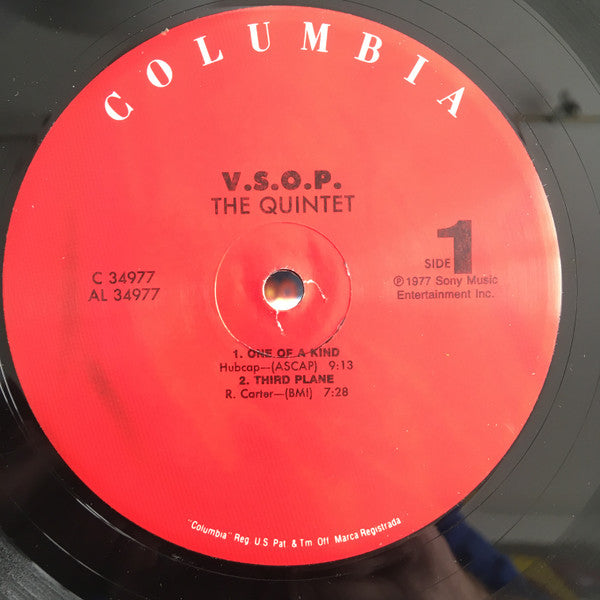 COLUMBIA
V.S.O.P.
THE QUINTET
C 34977
AL 34977
SIDE 1
℗ 1977 Sony Music
Entertainment Inc.
1. ONE OF A KIND
Hubcap—(ASCAP) 9:13
2. THIRD PLANE
R. Carter—(BMI) 7:28
"Columbia" Reg U S Pat & Tm Off Marca Registrada